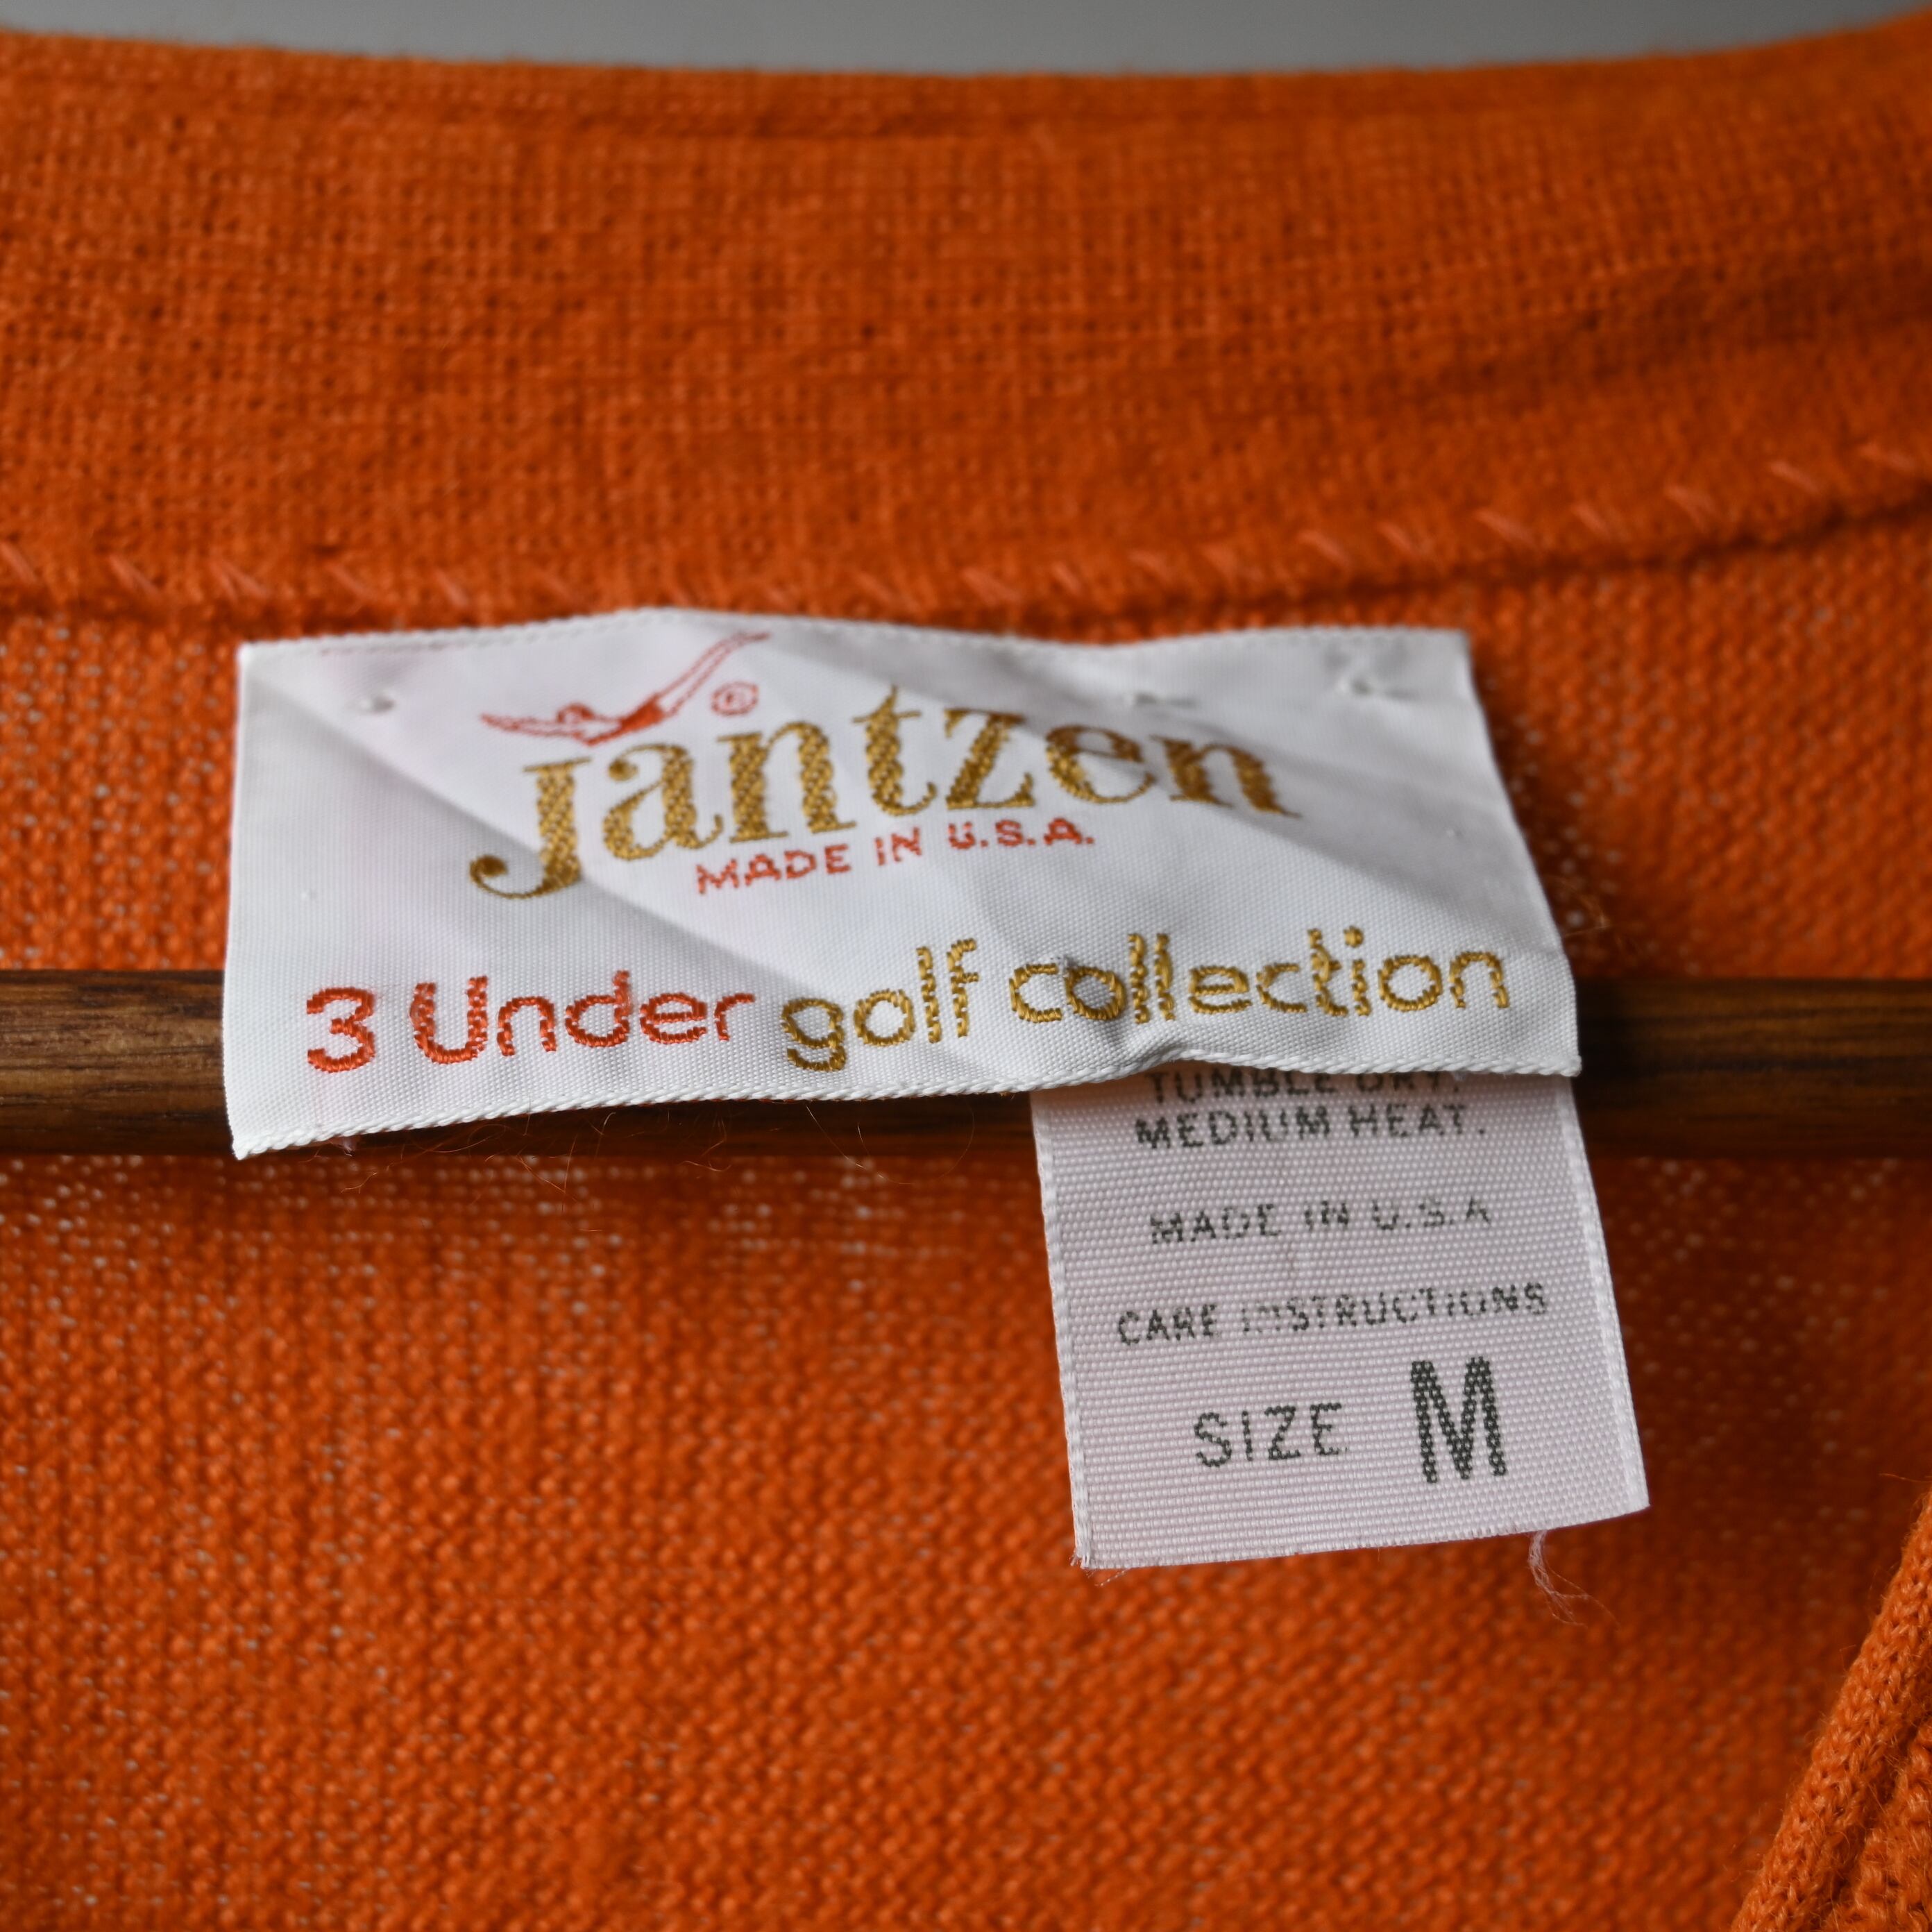 Jantzen
MADE IN U.S.A.
3 Under golf collection
TUMBLE DRY,
MEDIUM HEAT.
MADE IN U.S.A
CARE INSTRUCTIONS
SIZE M